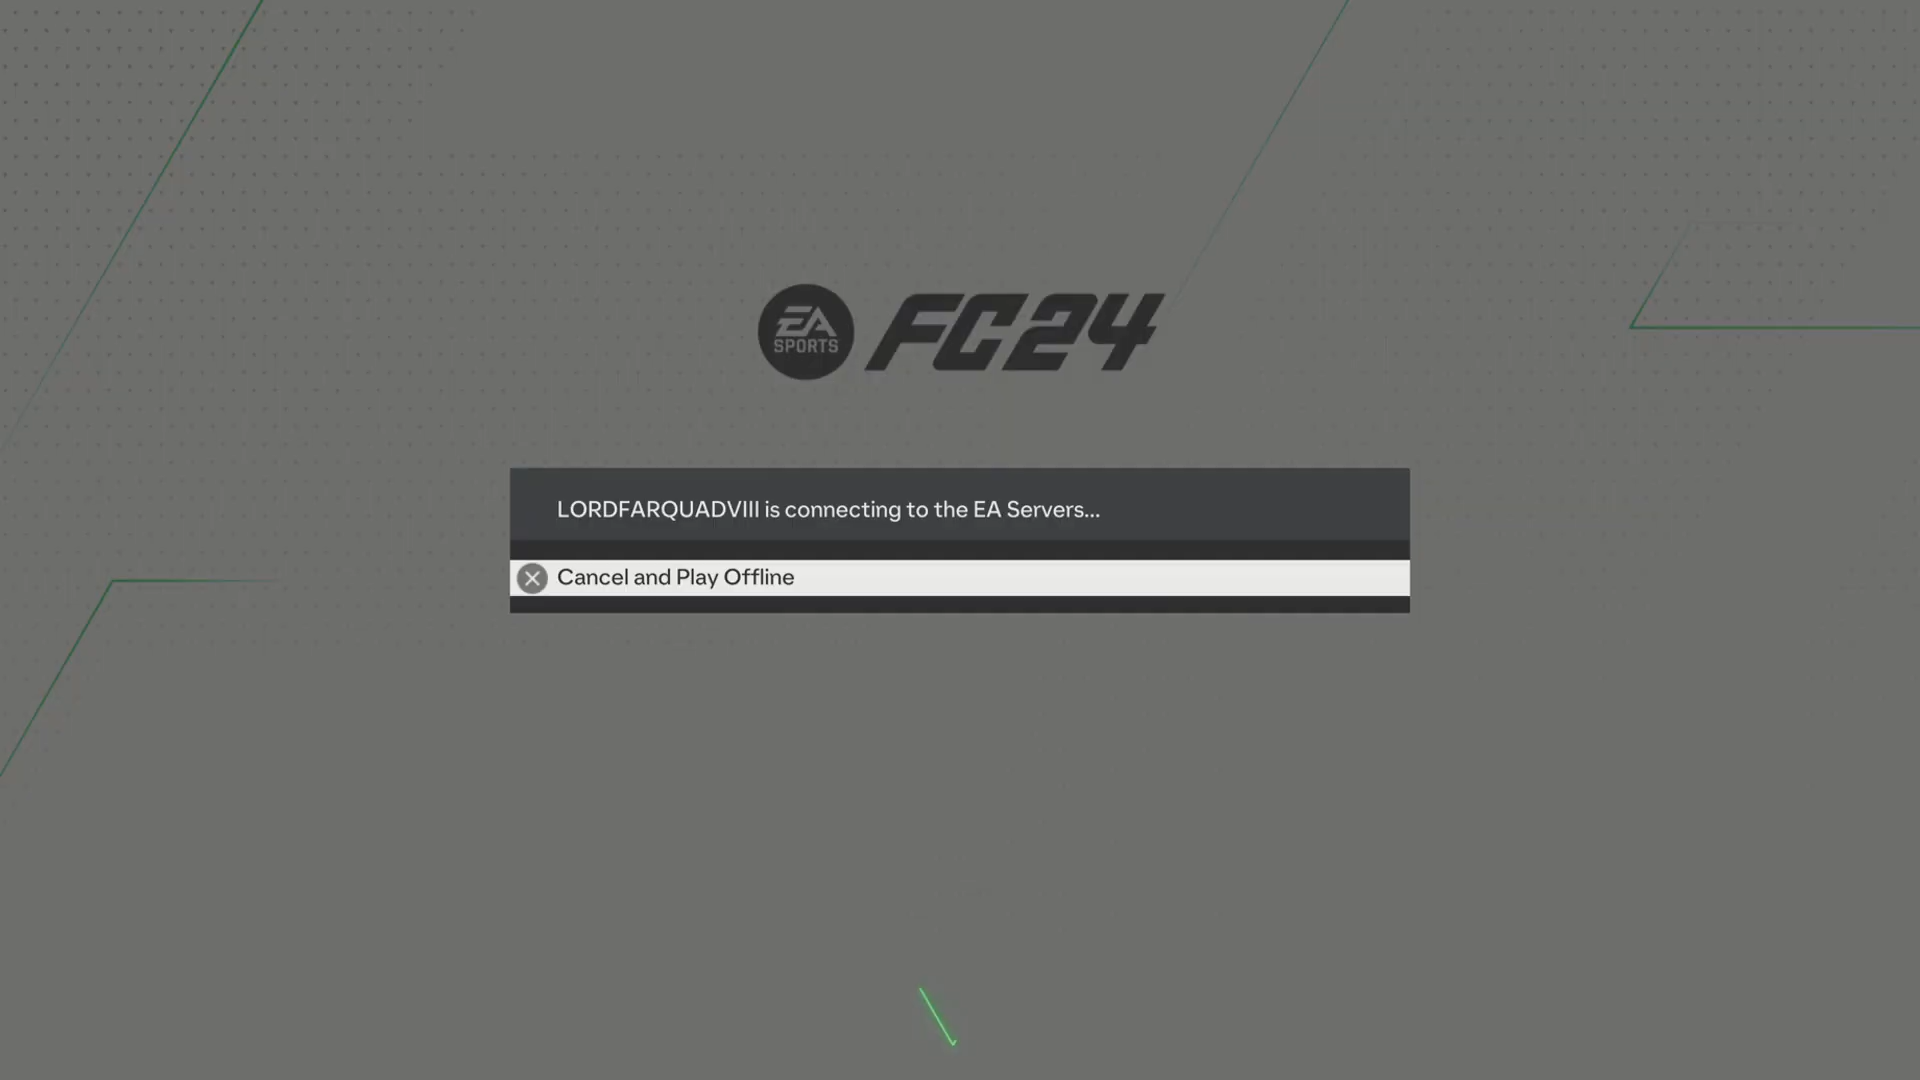 EA SPORTS FC24
LORDFARQUADVIII is connecting to the EA Servers...
Cancel and Play Offline